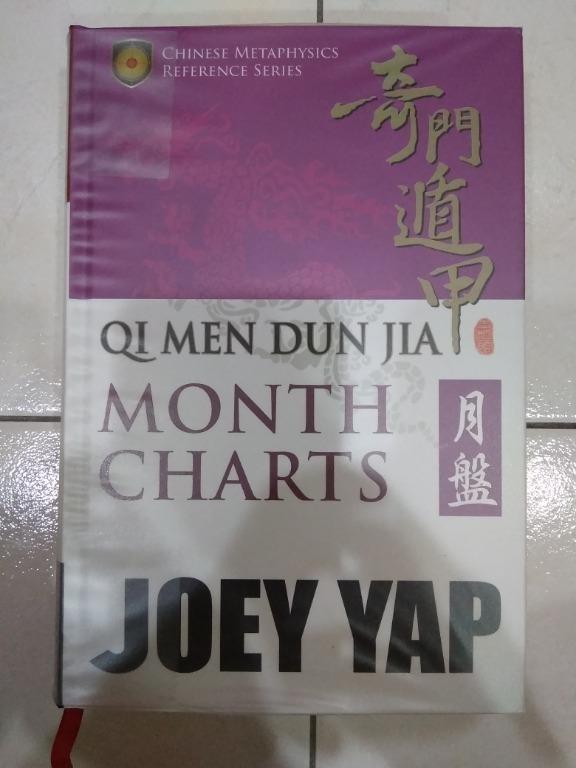 CHINESE METAPHYSICS
REFERENCE SERIES
奇門遁甲
QI MEN DUN JIA
MONTH
CHARTS
月盤
JOEY YAP